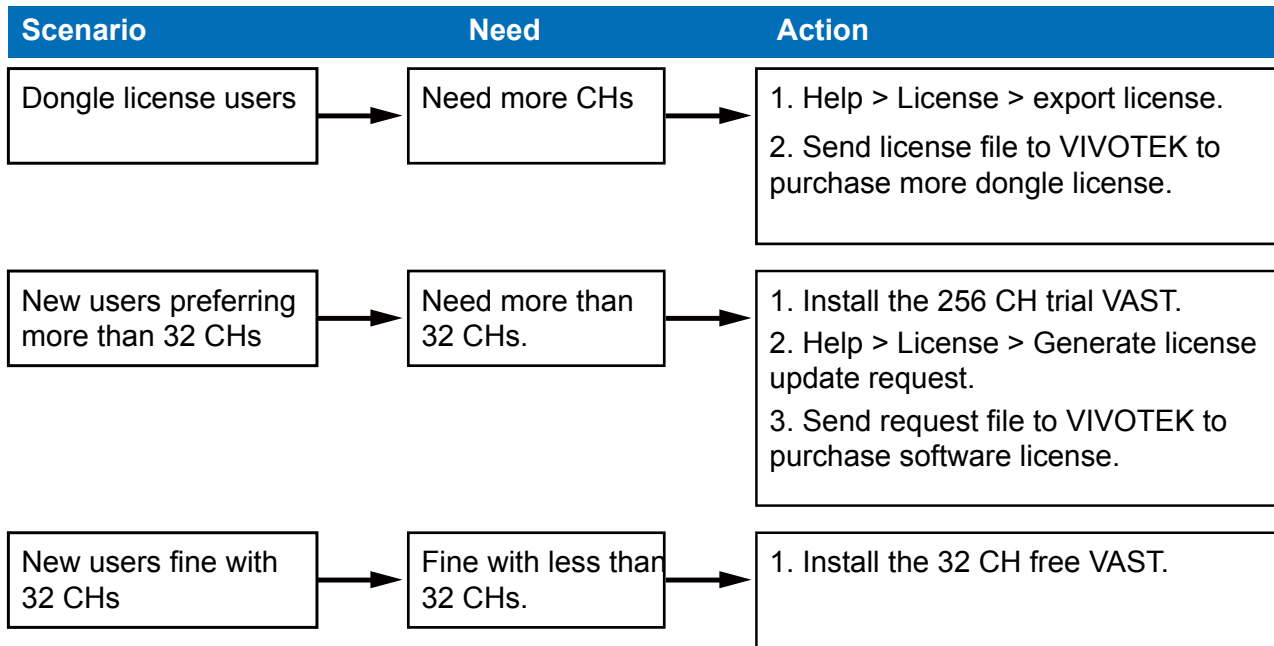 Scenario Need Action
Dongle license users
Need more CHs
1. Help > License > export license.
2. Send license file to VIVOTEK to
purchase more dongle license.
New users preferring
more than 32 CHs
Need more than
32 CHs.
1. Install the 256 CH trial VAST.
2. Help > License > Generate license
update request.
3. Send request file to VIVOTEK to
purchase software license.
New users fine with
32 CHs
Fine with less than
32 CHs.
1. Install the 32 CH free VAST.